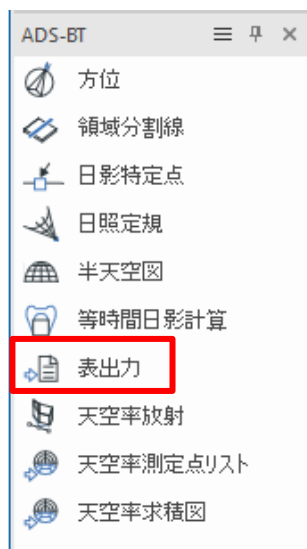 ADS-BT
方位
領域分割線
日影特定点
日照定規
半天空図
等時間日影計算
表出力
天空率放射
天空率測定点リスト
天空率求積図